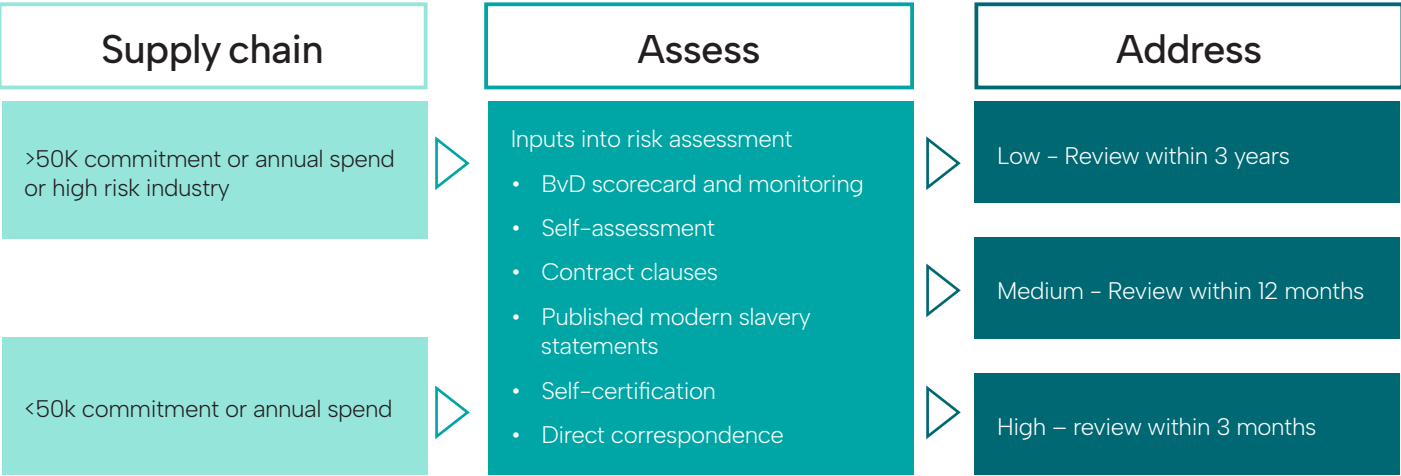 Supply chain
Assess
Address
>50K commitment or annual spend
or high risk industry
<50k commitment or annual spend
Inputs into risk assessment
• BvD scorecard and monitoring
• Self-assessment
• Contract clauses
• Published modern slavery
statements
• Self-certification
• Direct correspondence
Low - Review within 3 years
Medium - Review within 12 months
High – review within 3 months